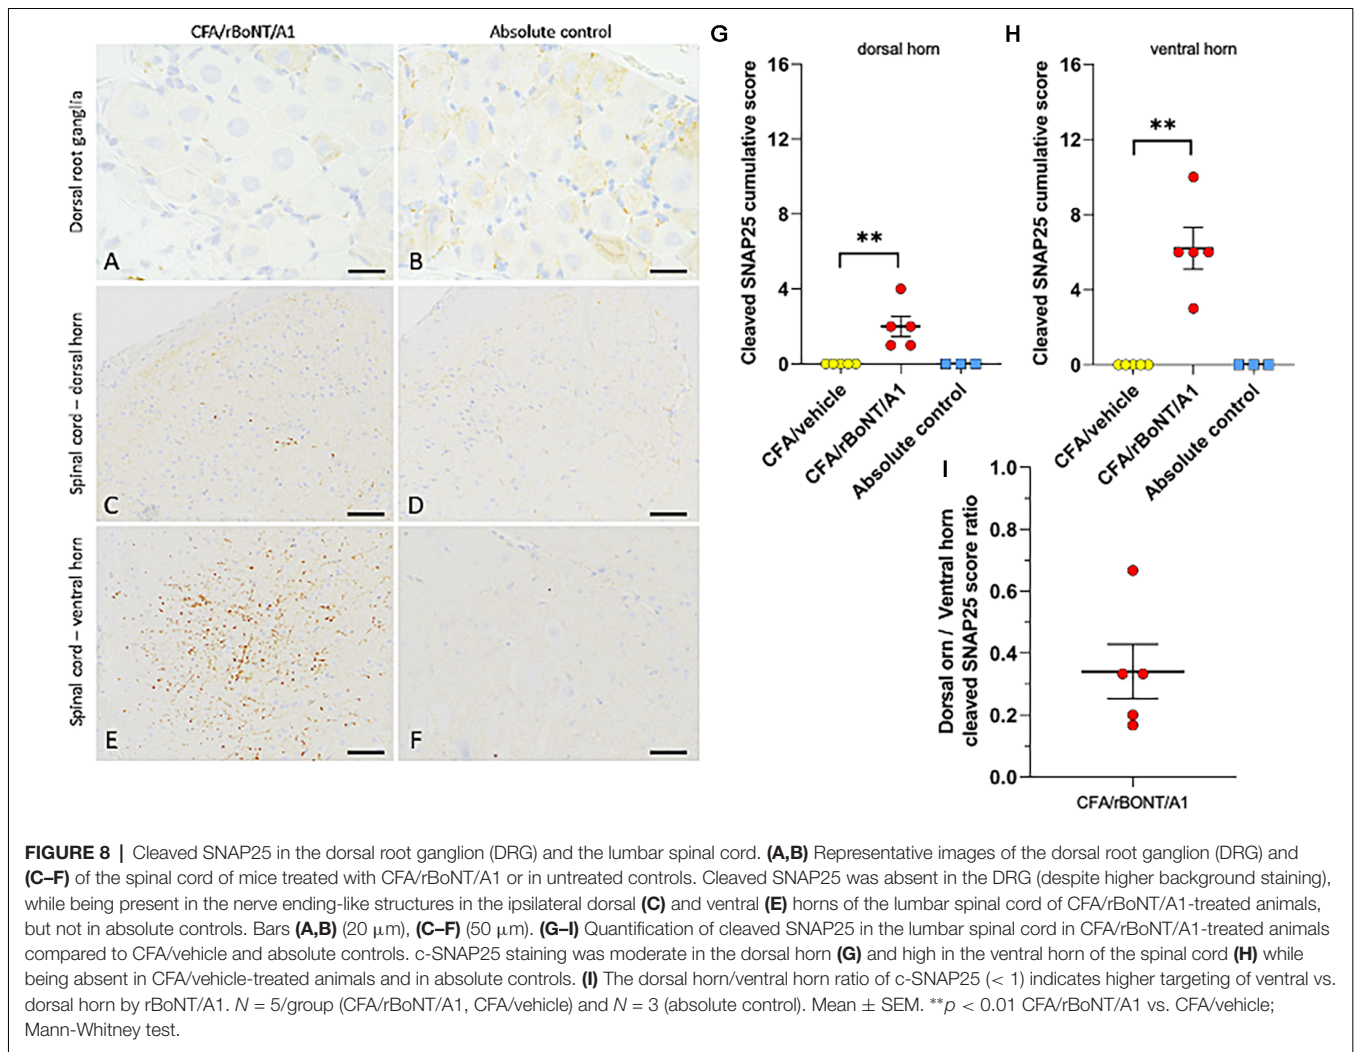 CFA/rBoNT/A1
Absolute control
Dorsal root ganglia
A
B
Spinal cord – dorsal horn
C
D
Spinal cord – ventral horn
E
F
G
dorsal horn
Cleaved SNAP25 cumulative score
16
12
8
4
0
**
CFA/vehicle
CFA/rBoNT/A1
Absolute control
H
ventral horn
Cleaved SNAP25 cumulative score
16
12
8
4
0
**
CFA/vehicle
CFA/rBoNT/A1
Absolute control
I
Dorsal orn / Ventral horn
cleaved SNAP25 score ratio
1.0
0.8
0.6
0.4
0.2
0.0
CFA/rBONT/A1
FIGURE 8 | Cleaved SNAP25 in the dorsal root ganglion (DRG) and the lumbar spinal cord. (A,B) Representative images of the dorsal root ganglion (DRG) and
(C–F) of the spinal cord of mice treated with CFA/rBoNT/A1 or in untreated controls. Cleaved SNAP25 was absent in the DRG (despite higher background staining),
while being present in the nerve ending-like structures in the ipsilateral dorsal (C) and ventral (E) horns of the lumbar spinal cord of CFA/rBoNT/A1-treated animals,
but not in absolute controls. Bars (A,B) (20 μm), (C–F) (50 μm). (G–I) Quantification of cleaved SNAP25 in the lumbar spinal cord in CFA/rBoNT/A1-treated animals
compared to CFA/vehicle and absolute controls. c-SNAP25 staining was moderate in the dorsal horn (G) and high in the ventral horn of the spinal cord (H) while
being absent in CFA/vehicle-treated animals and in absolute controls. (I) The dorsal horn/ventral horn ratio of c-SNAP25 (< 1) indicates higher targeting of ventral vs.
dorsal horn by rBoNT/A1. N = 5/group (CFA/rBoNT/A1, CFA/vehicle) and N = 3 (absolute control). Mean ± SEM. **p < 0.01 CFA/rBoNT/A1 vs. CFA/vehicle;
Mann-Whitney test.